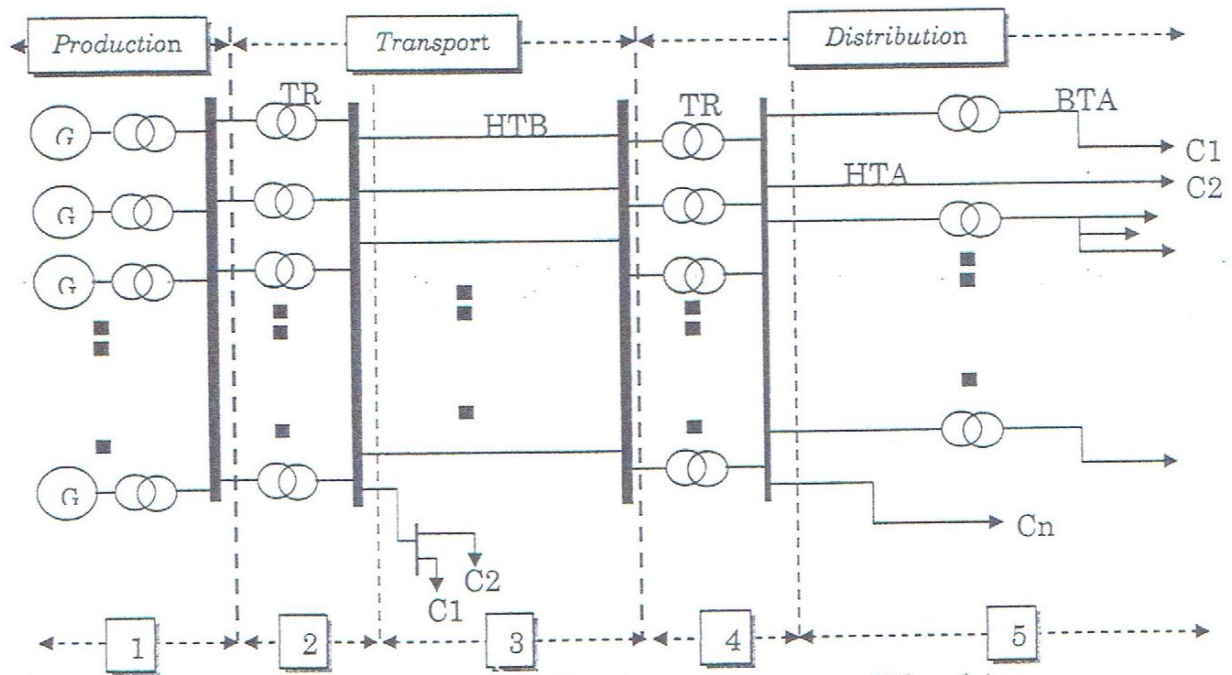 Production Transport Distribution
TR TR BTA
G HTB
C1
HTA
G C2
G
G
Cn
C2
C1
1 2 3 4 5